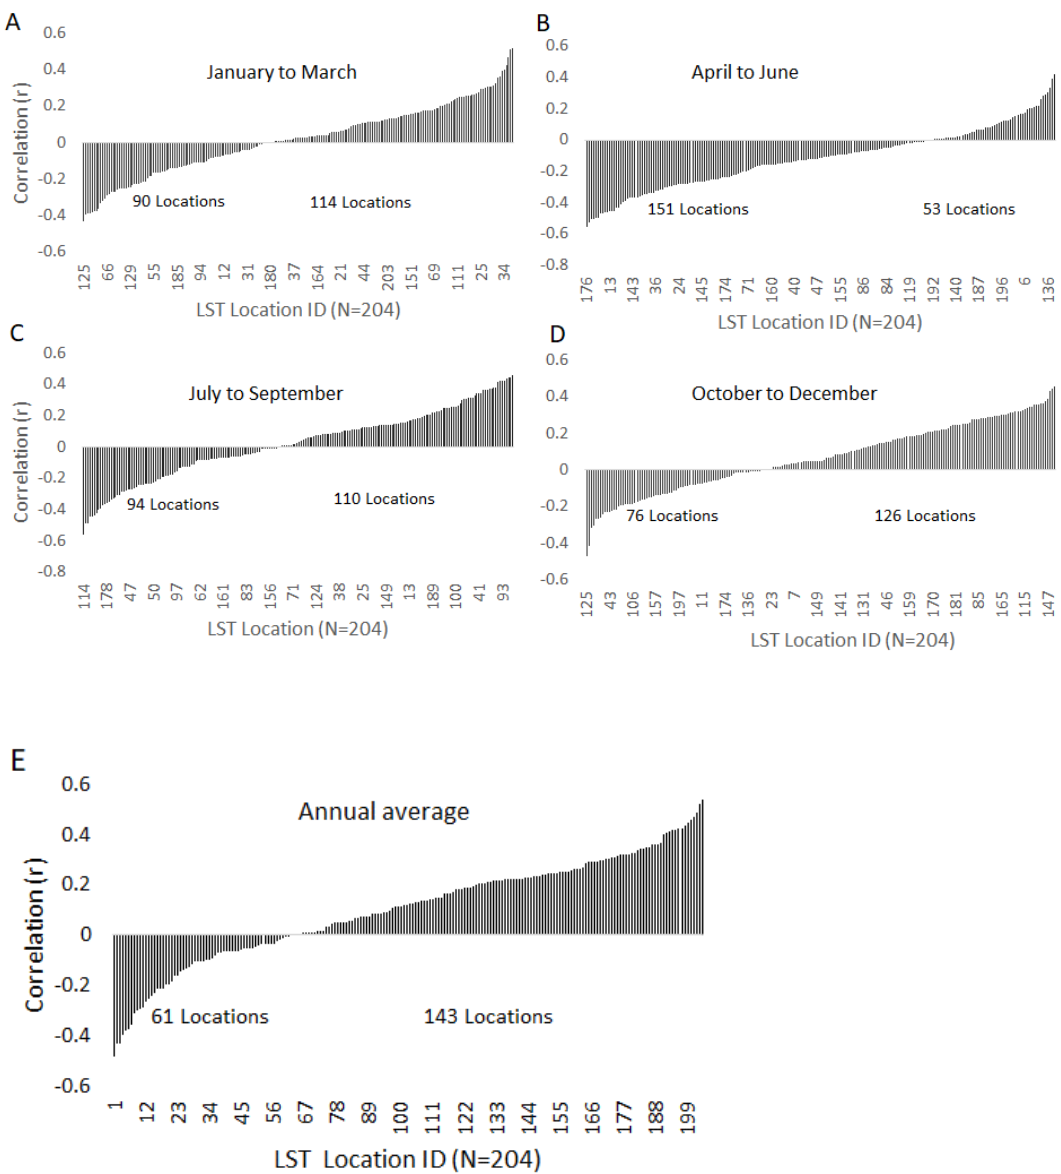 A
0.6
0.4
0.2
0
-0.2
-0.4
-0.6
Correlation (r)
January to March
90 Locations
114 Locations
125 66 129 55 185 94 12 31 180 37 164 21 44 203 151 69 111 25 34
LST Location ID (N=204)
B
0.6
0.4
0.2
0
-0.2
-0.4
-0.6
-0.8
April to June
151 Locations
53 Locations
176 13 143 36 24 145 174 71 160 40 47 155 86 84 119 192 140 187 196 6 136
LST Location ID (N=204)
C
0.6
0.4
0.2
0
-0.2
-0.4
-0.6
-0.8
July to September
94 Locations
110 Locations
114 178 47 50 97 62 161 83 156 71 124 38 25 149 13 189 100 41 93
LST Location (N=204)
D
0.6
0.4
0.2
0
-0.2
-0.4
-0.6
October to December
76 Locations
126 Locations
125 43 106 157 197 11 174 136 23 7 149 141 131 46 159 170 181 85 165 115 147
LST Location ID (N=204)
E
0.6
0.4
0.2
0
-0.2
-0.4
-0.6
Correlation (r)
Annual average
61 Locations
143 Locations
1 12 23 34 45 56 67 78 89 100 111 122 133 144 155 166 177 188 199
LST Location ID (N=204)